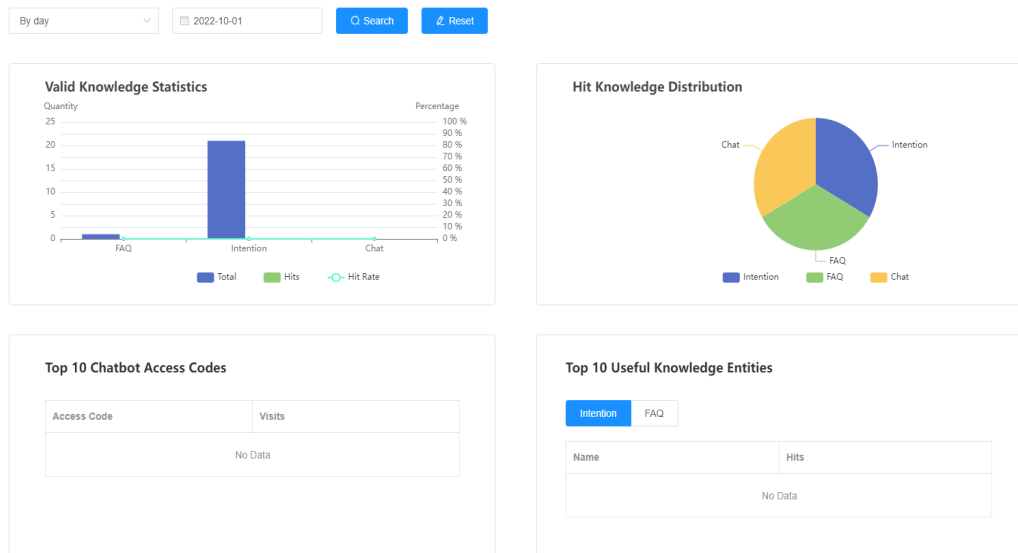 By day 2022-10-01 Search Reset
Valid Knowledge Statistics
Quantity Percentage
25 100 %
90 %
20 80 %
70 %
15 60 %
50 %
10 40 %
30 %
5 20 %
10 %
0 0 %
FAQ Intention Chat
Total Hits Hit Rate
Hit Knowledge Distribution
Chat Intention
FAQ
Intention FAQ Chat
Top 10 Chatbot Access Codes
Access Code Visits
No Data
Top 10 Useful Knowledge Entities
Intention FAQ
Name Hits
No Data